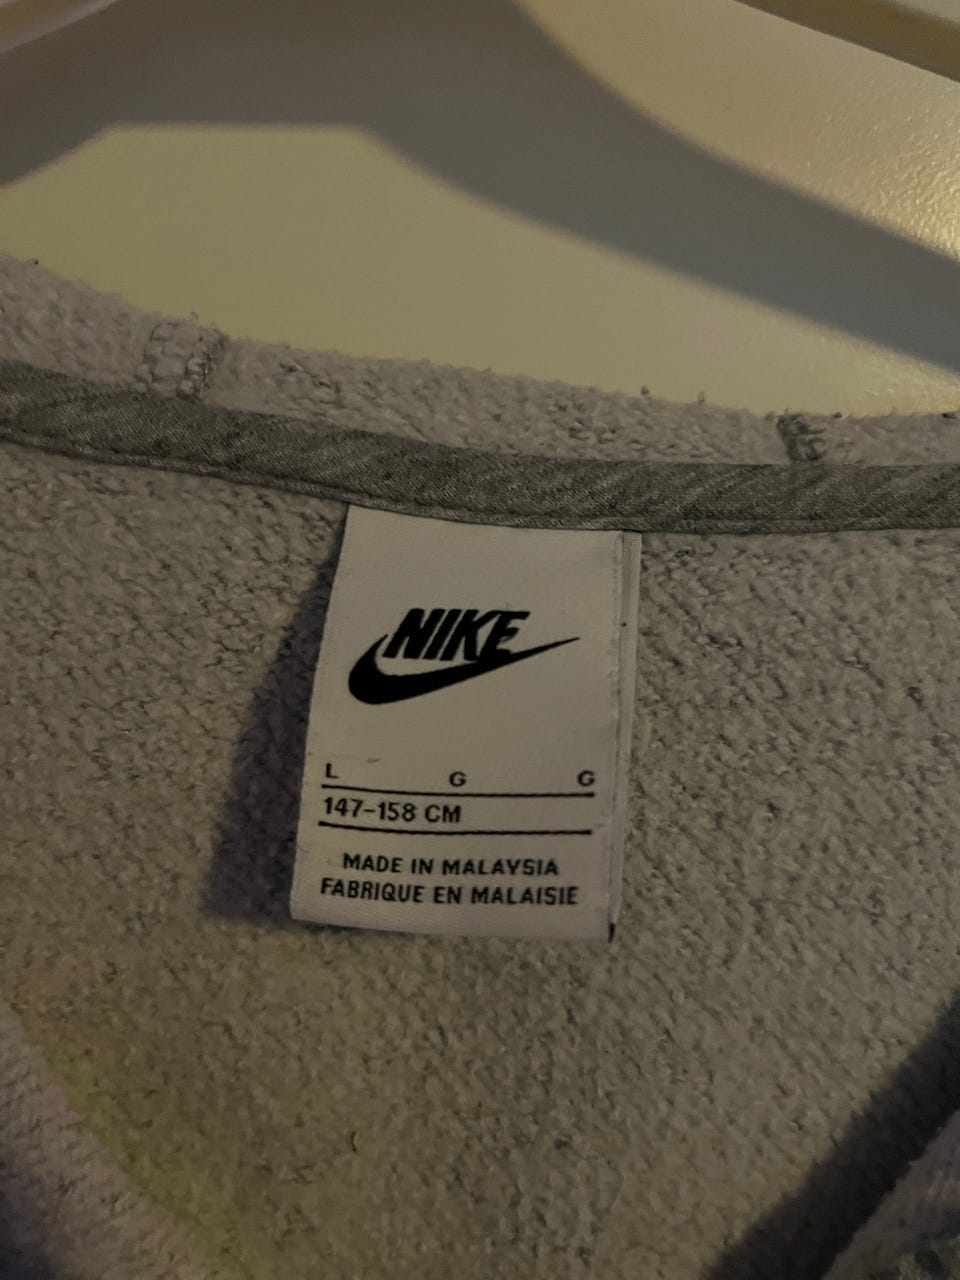 NIKE
L G G
147-158 CM
MADE IN MALAYSIA
FABRIQUE EN MALAISIE